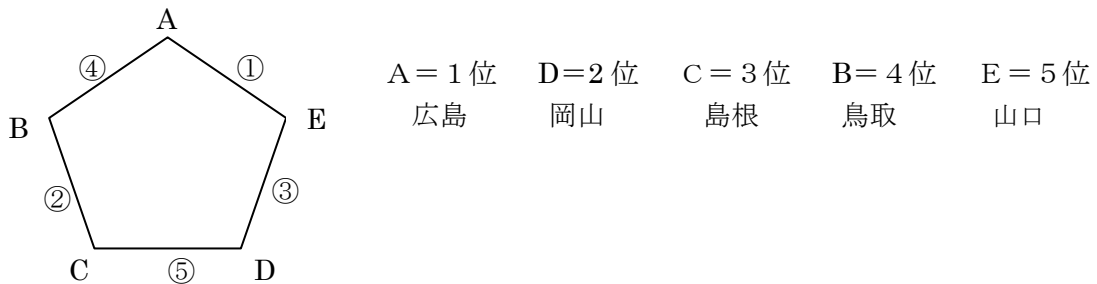 A
④ ①
B E
② ③
C ⑤ D
A=1位 D=2位 C=3位 B=4位 E=5位
広島 岡山 島根 鳥取 山口